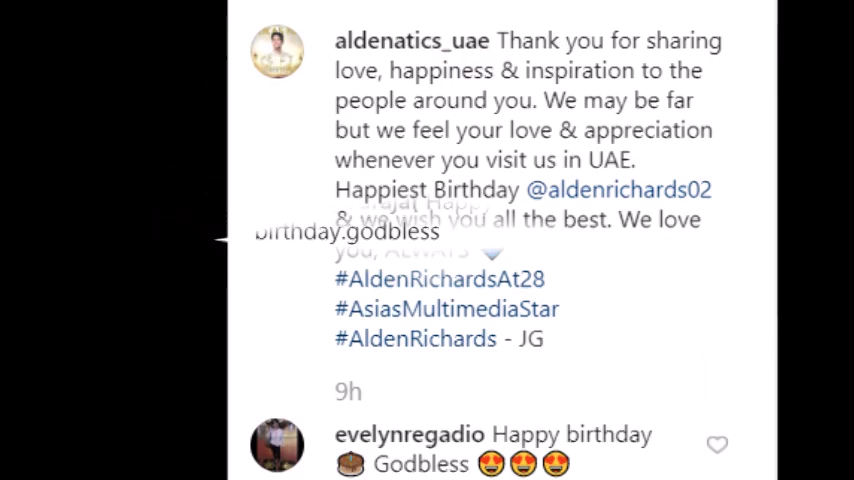 aldenatics_uae Thank you for sharing
love, happiness & inspiration to the
people around you. We may be far
but we feel your love & appreciation
whenever you visit us in UAE.
Happiest Birthday @aldenrichards02
& we wish you all the best. We love
birthday.godbless
you, ALWAYS 💙
#AldenRichardsAt28
#AsiasMultimediaStar
#AldenRichards - JG
9h
evelynregadio Happy birthday
🎂 Godbless 😍😍😍